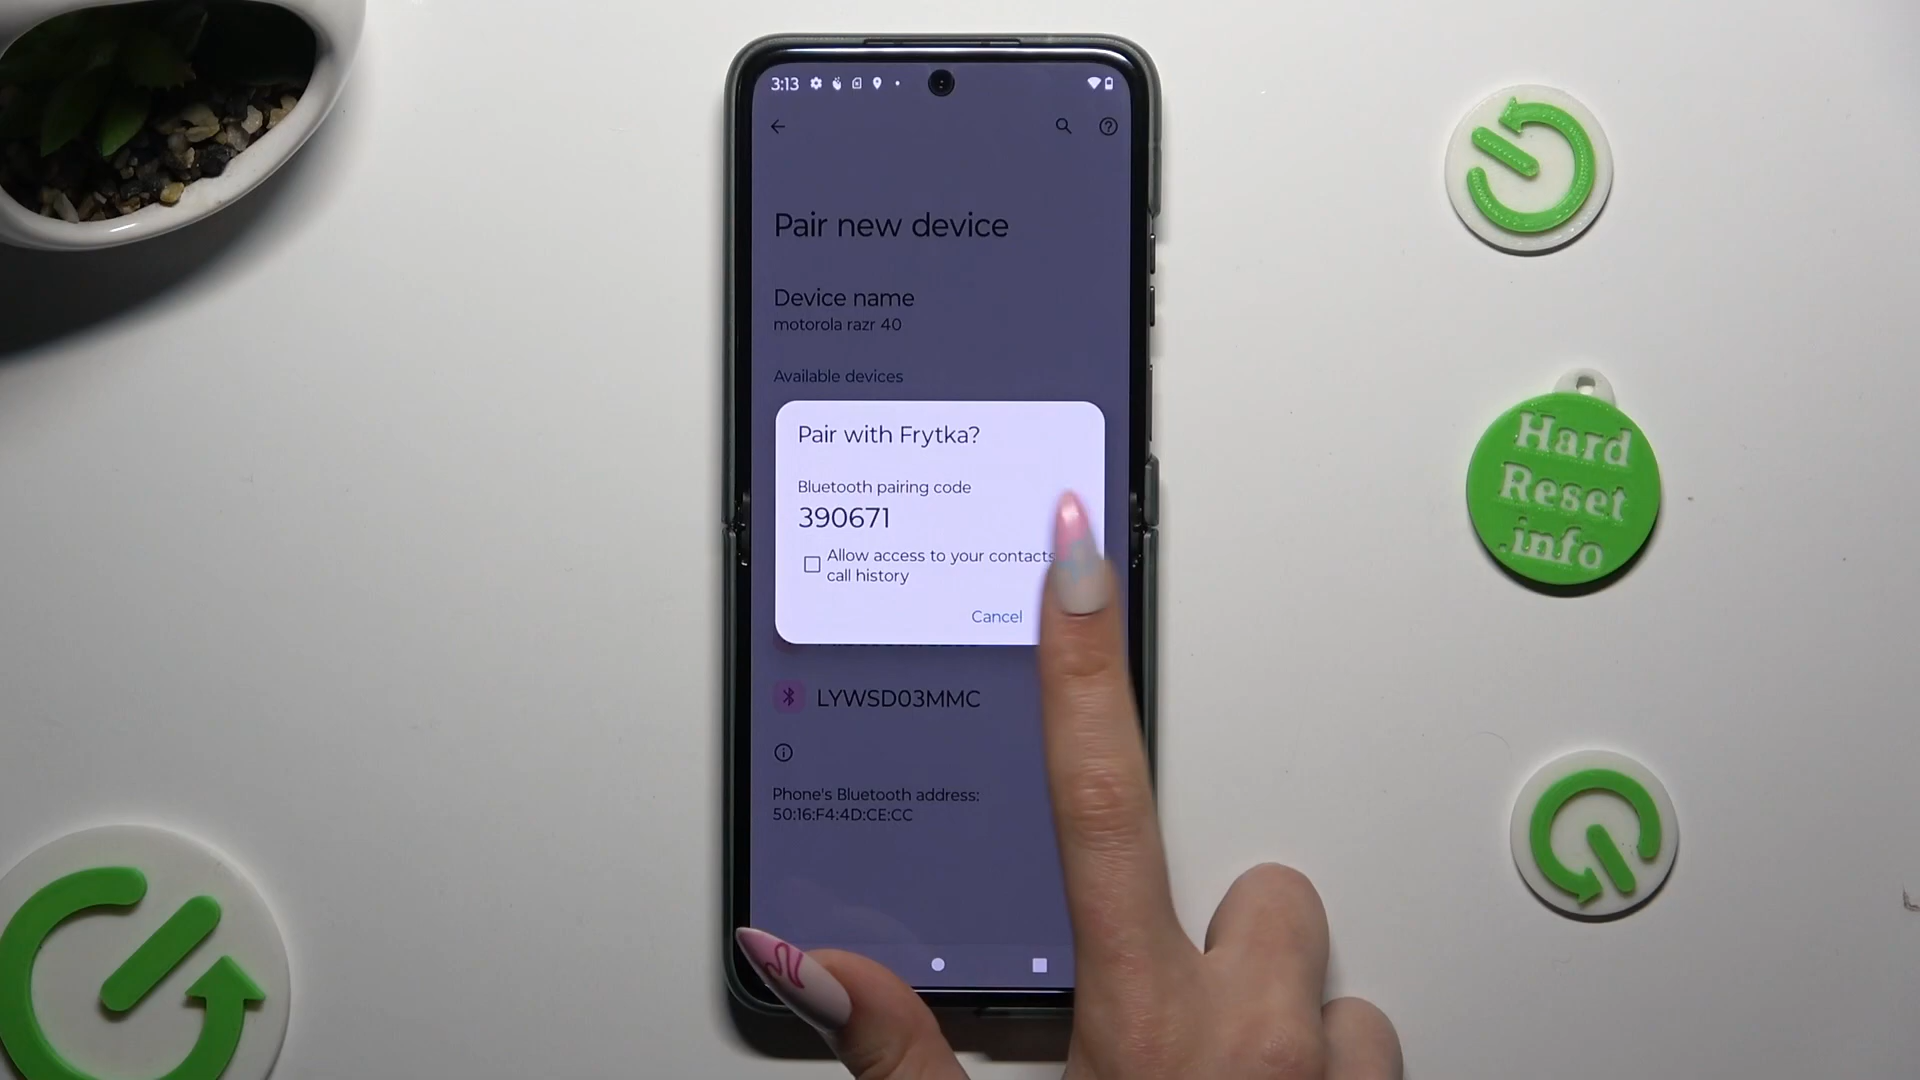 3:13
Pair new device
Device name
motorola razr 40
Available devices
Pair with Frytka?
Bluetooth pairing code
390671
Allow access to your contacts
call history
Cancel
LYWSD03MMC
Phone's Bluetooth address:
50:16:F4:4D:CE:CC
Hard
Reset
.info